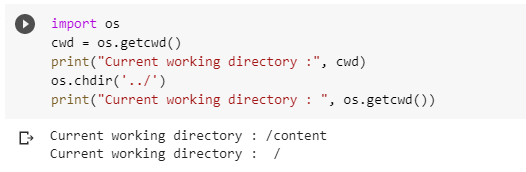 import os
cwd = os.getcwd()
print("Current working directory :", cwd)
os.chdir('../')
print("Current working directory : ", os.getcwd())
Current working directory : /content
Current working directory :  /